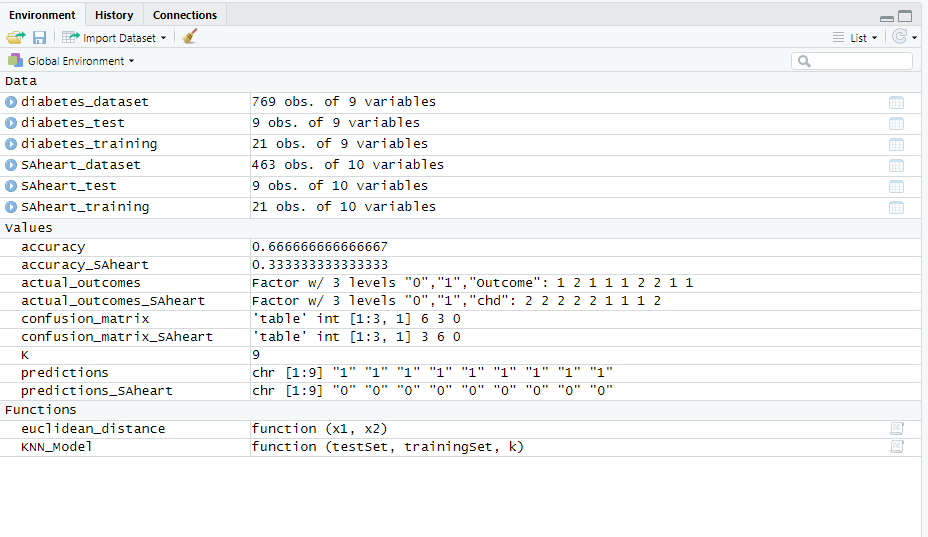 Environment History Connections
Import Dataset List
Global Environment
Data
diabetes_dataset 769 obs. of 9 variables
diabetes_test 9 obs. of 9 variables
diabetes_training 21 obs. of 9 variables
SAheart_dataset 463 obs. of 10 variables
SAheart_test 9 obs. of 10 variables
SAheart_training 21 obs. of 10 variables
Values
accuracy 0.666666666666667
accuracy_SAheart 0.333333333333333
actual_outcomes Factor w/ 3 levels "0","1","Outcome": 1 2 1 1 1 2 2 1 1
actual_outcomes_SAheart Factor w/ 3 levels "0","1","chd": 2 2 2 2 2 1 1 1 2
confusion_matrix 'table' int [1:3, 1] 6 3 0
confusion_matrix_SAheart 'table' int [1:3, 1] 3 6 0
K 9
predictions chr [1:9] "1" "1" "1" "1" "1" "1" "1" "1" "1"
predictions_SAheart chr [1:9] "0" "0" "0" "0" "0" "0" "0" "0" "0"
Functions
euclidean_distance function (x1, x2)
KNN_Model function (testSet, trainingSet, k)